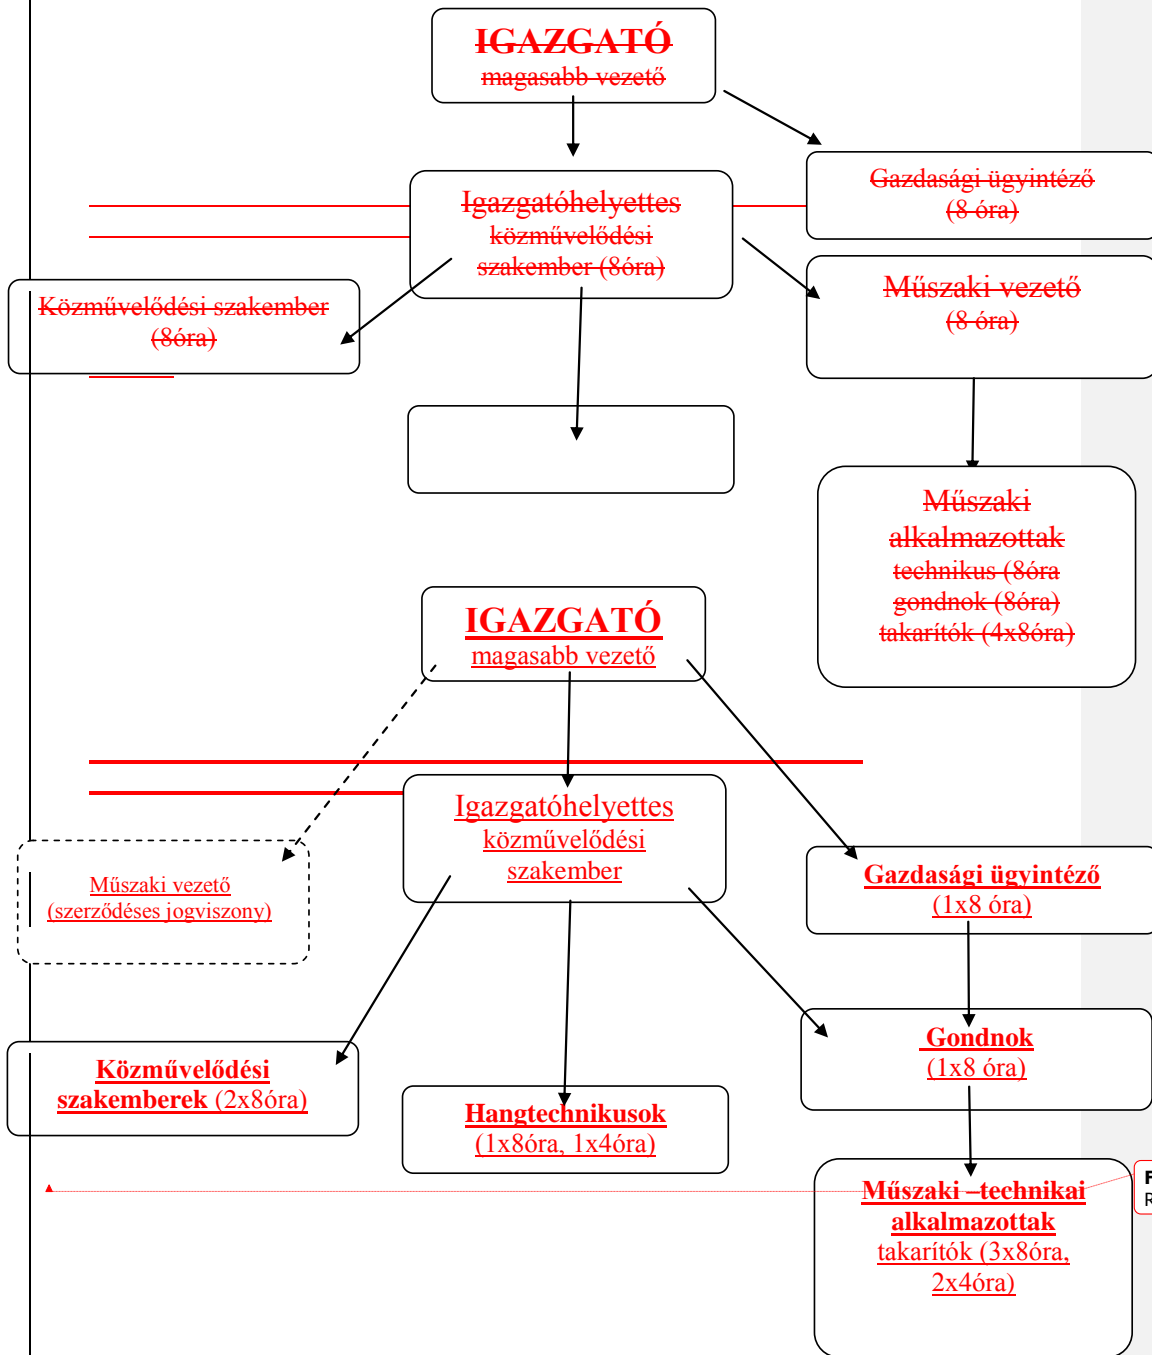 IGAZGATÓ
magasabb vezető
Gazdasági ügyintéző
(8 óra)
Igazgatóhelyettes
közművelődési
szakember (8óra)
Műszaki vezető
(8 óra)
Közművelődési szakember
(8óra)
Műszaki
alkalmazottak
technikus (8óra
gondnok (8óra)
takarítók (4x8óra)
IGAZGATÓ
magasabb vezető
Igazgatóhelyettes
közművelődési
szakember
Műszaki vezető
(szerződéses jogviszony)
Gazdasági ügyintéző
(1x8 óra)
Gondnok
(1x8 óra)
Közművelődési
szakemberek (2x8óra)
Hangtechnikusok
(1x8óra, 1x4óra)
Műszaki –technikai
alkalmazottak
takarítók (3x8óra,
2x4óra)